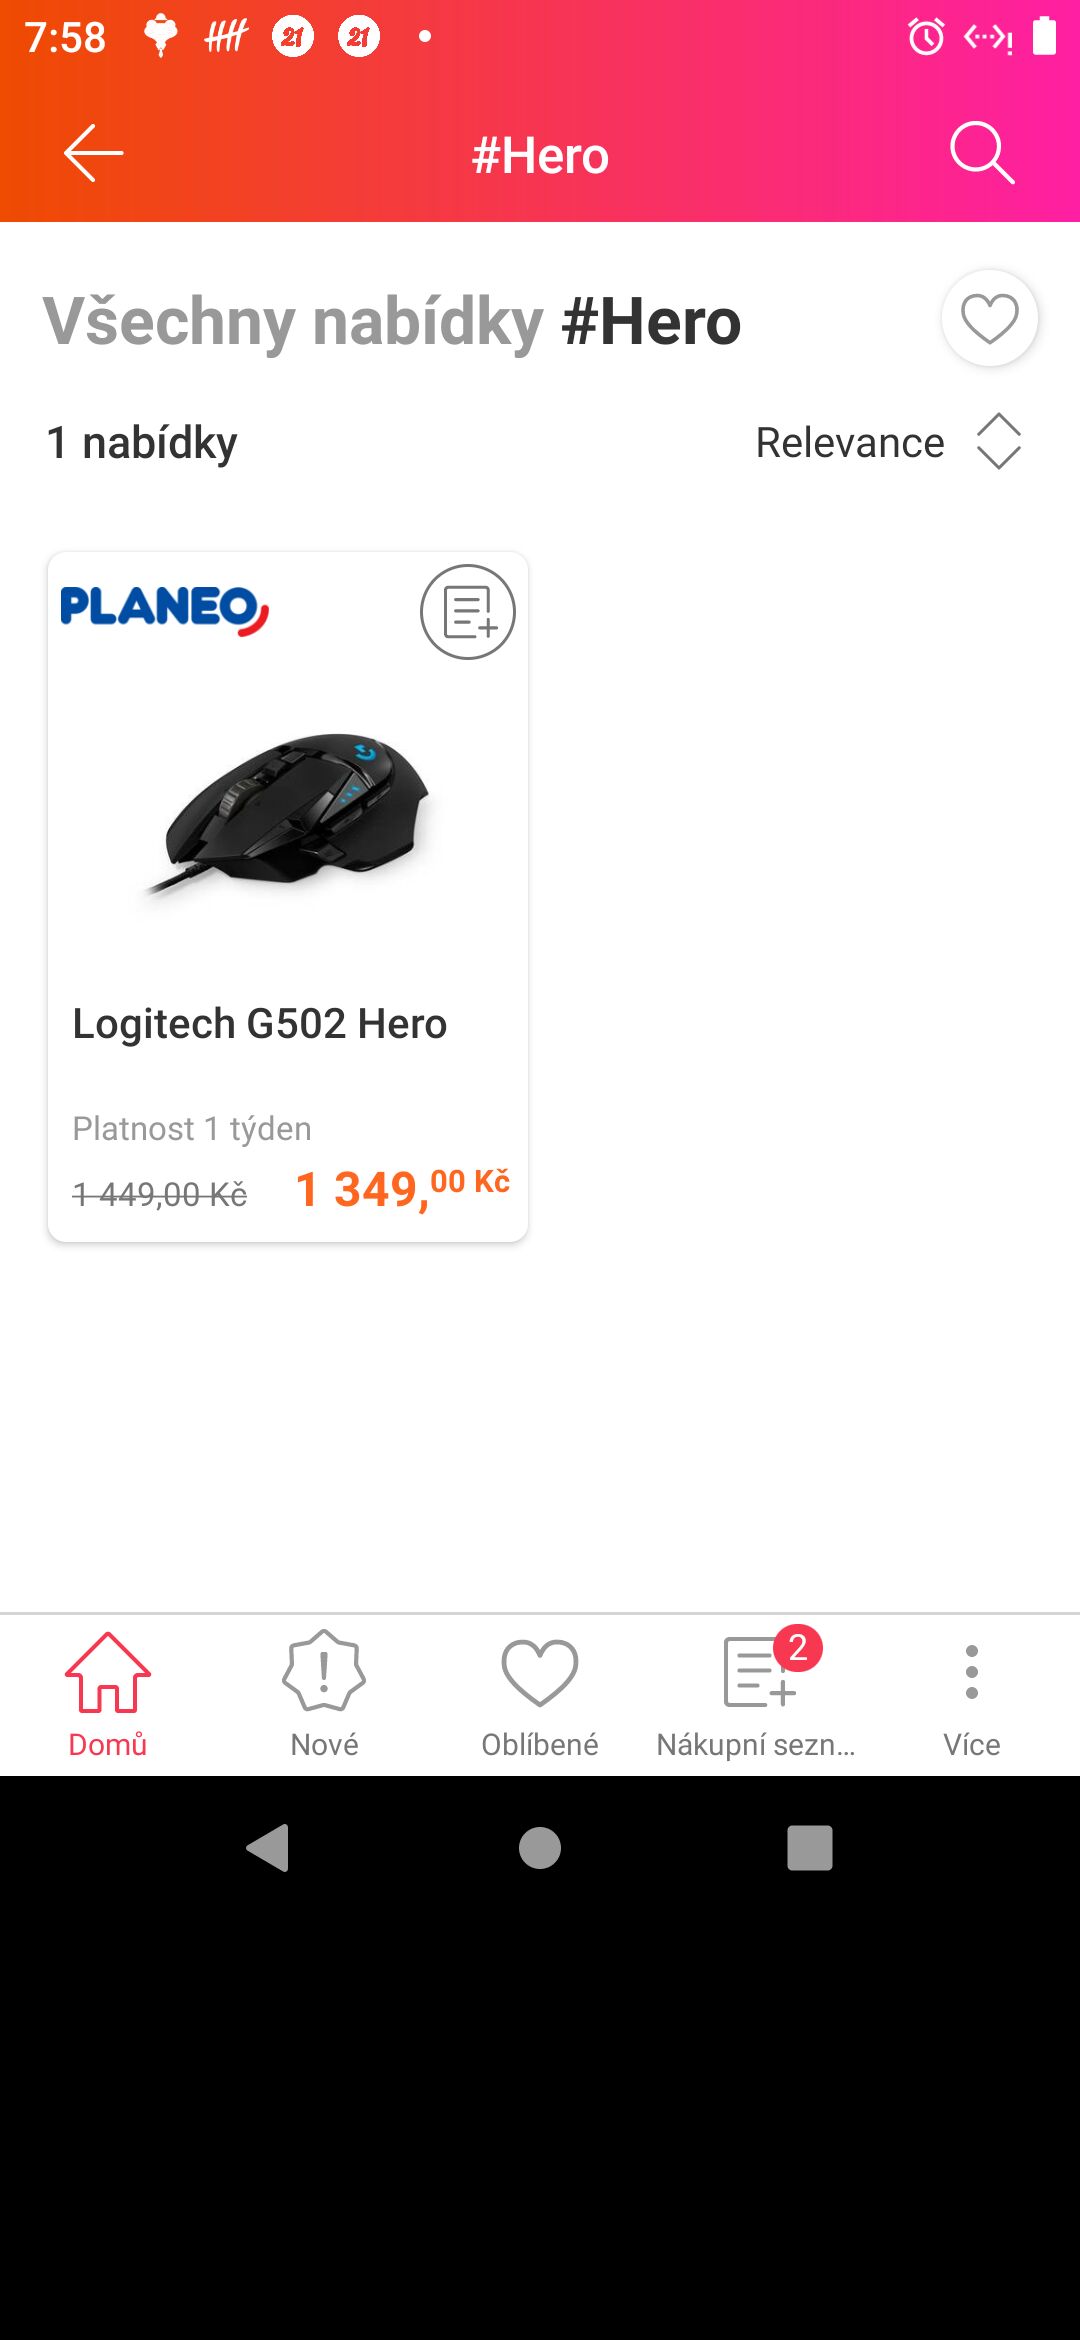 7:58
21 21
#Hero
Všechny nabídky #Hero
1 nabídky
Relevance
PLANEO
Logitech G502 Hero
Platnost 1 týden
1 449,00 Kč
1 349,00 Kč
2
Domů
Nové
Oblíbené
Nákupní sezn…
Více